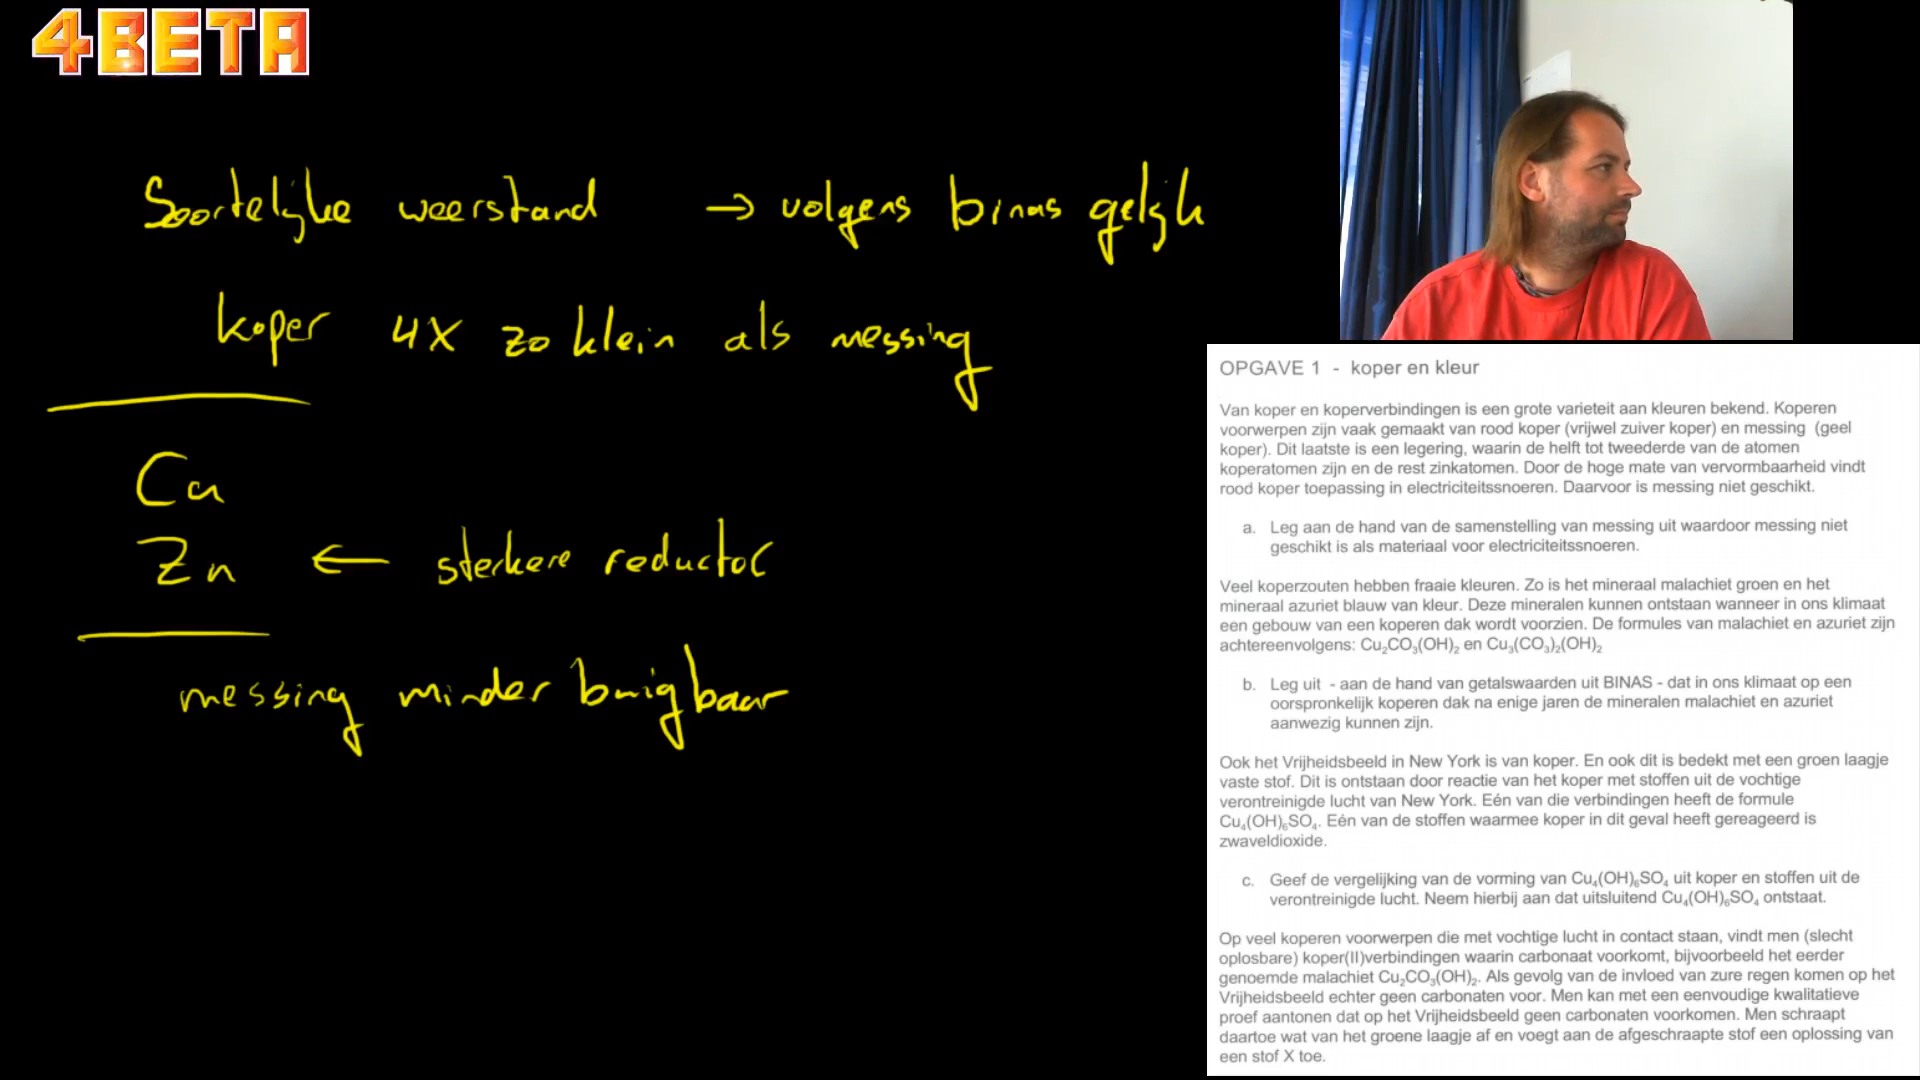 4BETA
Soortelijke weerstand → volgens binas gelijk
koper 4X zo klein als messing
Cu
Zn ← sterkere reductor
messing minder buigbaar
OPGAVE 1 - koper en kleur
Van koper en koperverbindingen is een grote varieteit aan kleuren bekend. Koperen
voorwerpen zijn vaak gemaakt van rood koper (vrijwel zuiver koper) en messing (geel
koper). Dit laatste is een legering, waarin de helft tot tweederde van de atomen
koperatomen zijn en de rest zinkatomen. Door de hoge mate van vervormbaarheid vindt
rood koper toepassing in electriciteitssnoeren. Daarvoor is messing niet geschikt.
a. Leg aan de hand van de samenstelling van messing uit waardoor messing niet
geschikt is als materiaal voor electriciteitssnoeren.
Veel koperzouten hebben fraaie kleuren. Zo is het mineraal malachiet groen en het
mineraal azuriet blauw van kleur. Deze mineralen kunnen ontstaan wanneer in ons klimaat
een gebouw van een koperen dak wordt voorzien. De formules van malachiet en azuriet zijn
achtereenvolgens: Cu₂CO₃(OH)₂ en Cu₃(CO₃)₂(OH)₂
b. Leg uit - aan de hand van getalswaarden uit BINAS - dat in ons klimaat op een
oorspronkelijk koperen dak na enige jaren de mineralen malachiet en azuriet
aanwezig kunnen zijn.
Ook het Vrijheidsbeeld in New York is van koper. En ook dit is bedekt met een groen laagje
vaste stof. Dit is ontstaan door reactie van het koper met stoffen uit de vochtige
verontreinigde lucht van New York. Eén van die verbindingen heeft de formule
Cu₄(OH)₆SO₄. Eén van de stoffen waarmee koper in dit geval heeft gereageerd is
zwaveldioxide.
c. Geef de vergelijking van de vorming van Cu₄(OH)₆SO₄ uit koper en stoffen uit de
verontreinigde lucht. Neem hierbij aan dat uitsluitend Cu₄(OH)₆SO₄ ontstaat.
Op veel koperen voorwerpen die met vochtige lucht in contact staan, vindt men (slecht
oplosbare) koper(II)verbindingen waarin carbonaat voorkomt, bijvoorbeeld het eerder
genoemde malachiet Cu₂CO₃(OH)₂. Als gevolg van de invloed van zure regen komen op het
Vrijheidsbeeld echter geen carbonaten voor. Men kan met een eenvoudige kwalitatieve
proef aantonen dat op het Vrijheidsbeeld geen carbonaten voorkomen. Men schraapt
daartoe wat van het groene laagje af en voegt aan de afgeschraapte stof een oplossing van
een stof X toe.